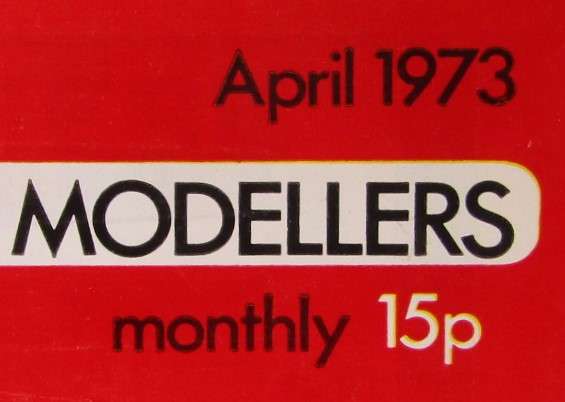 April 1973
MODELLERS
monthly 15p